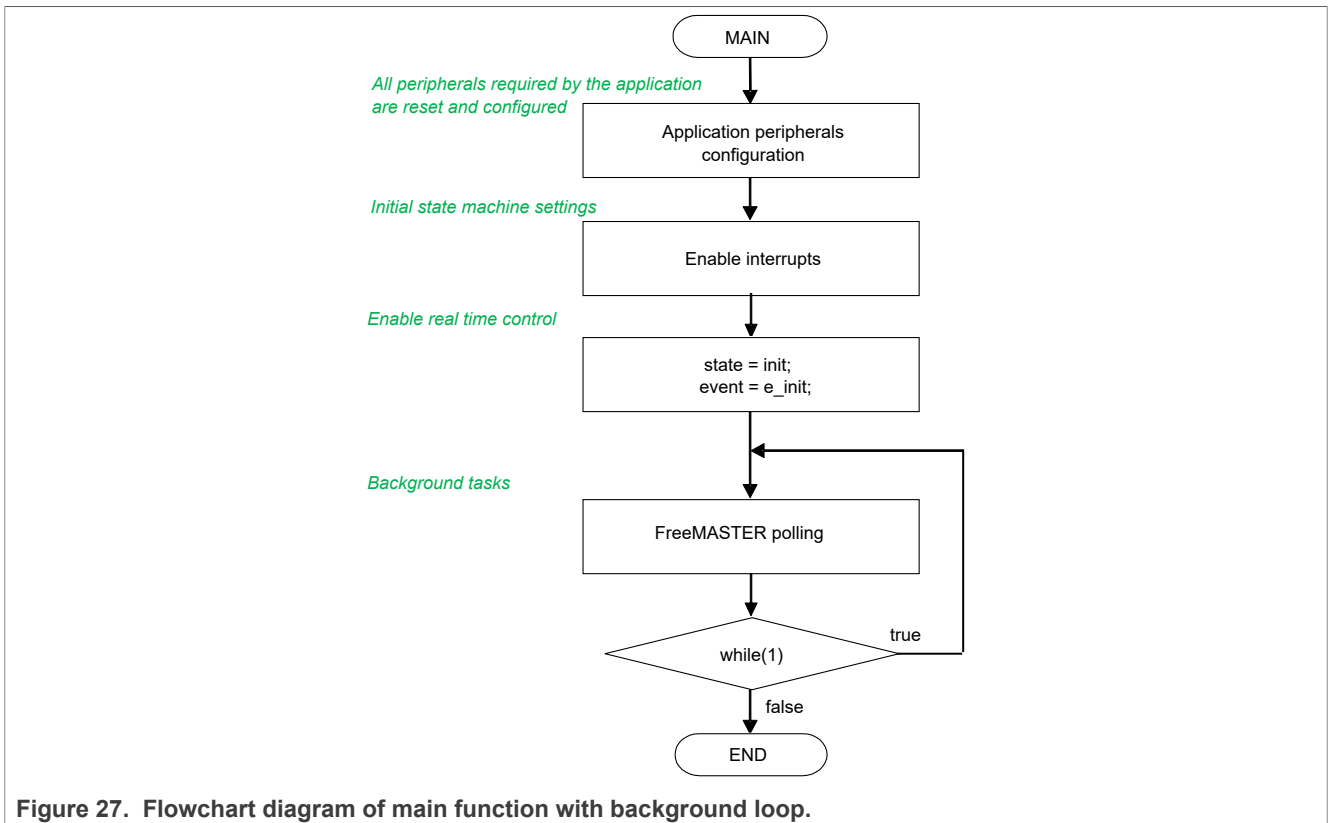 MAIN
All peripherals required by the application
are reset and configured
Application peripherals
configuration
Initial state machine settings
Enable interrupts
Enable real time control
state = init;
event = e_init;
Background tasks
FreeMASTER polling
true
while(1)
false
END
Figure 27. Flowchart diagram of main function with background loop.